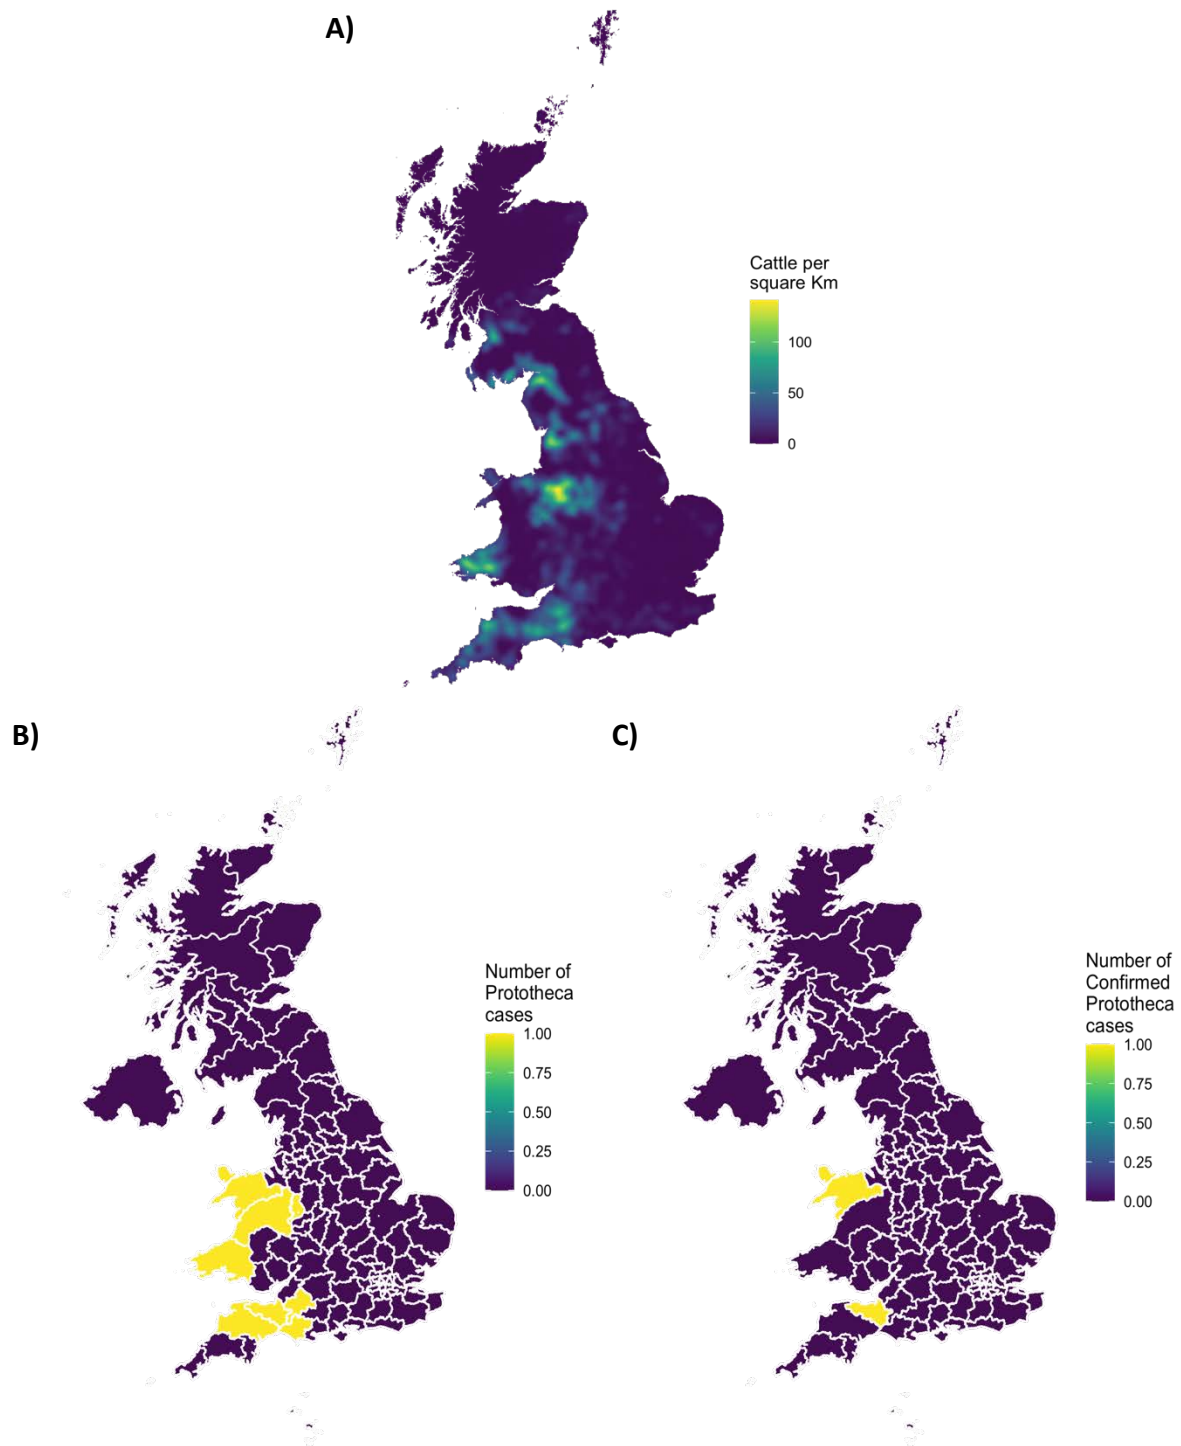 A)
Cattle per
square Km
100
50
0
B)
Number of
Prototheca
cases
1.00
0.75
0.50
0.25
0.00
C)
Number of
Confirmed
Prototheca
cases
1.00
0.75
0.50
0.25
0.00